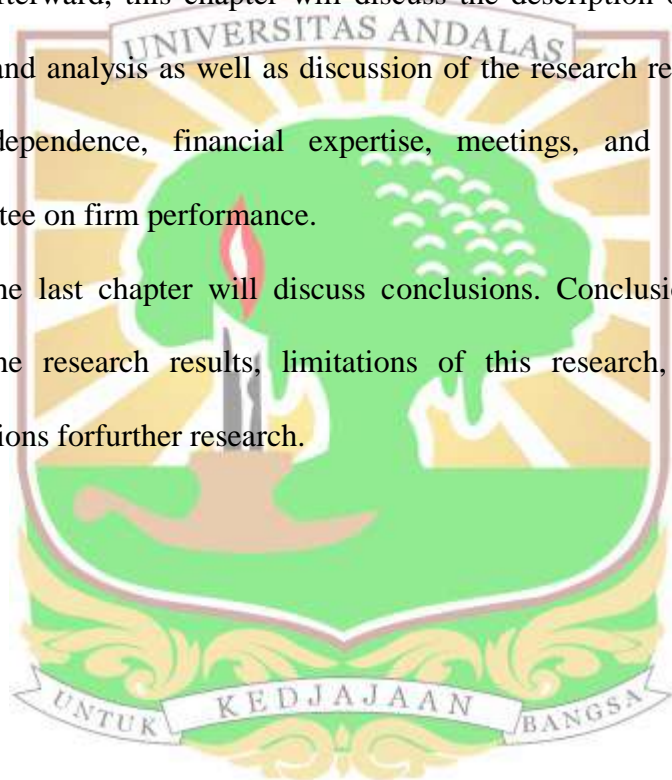 fterward, this chapter will discuss the description o
UNIVERSITAS ANDALAS
and analysis as well as discussion of the research re
dependence, financial expertise, meetings, and
tee on firm performance.
he last chapter will discuss conclusions. Conclusi
he research results, limitations of this research,
ions forfurther research.
UNTUK KEDJAJAAN BANGSA